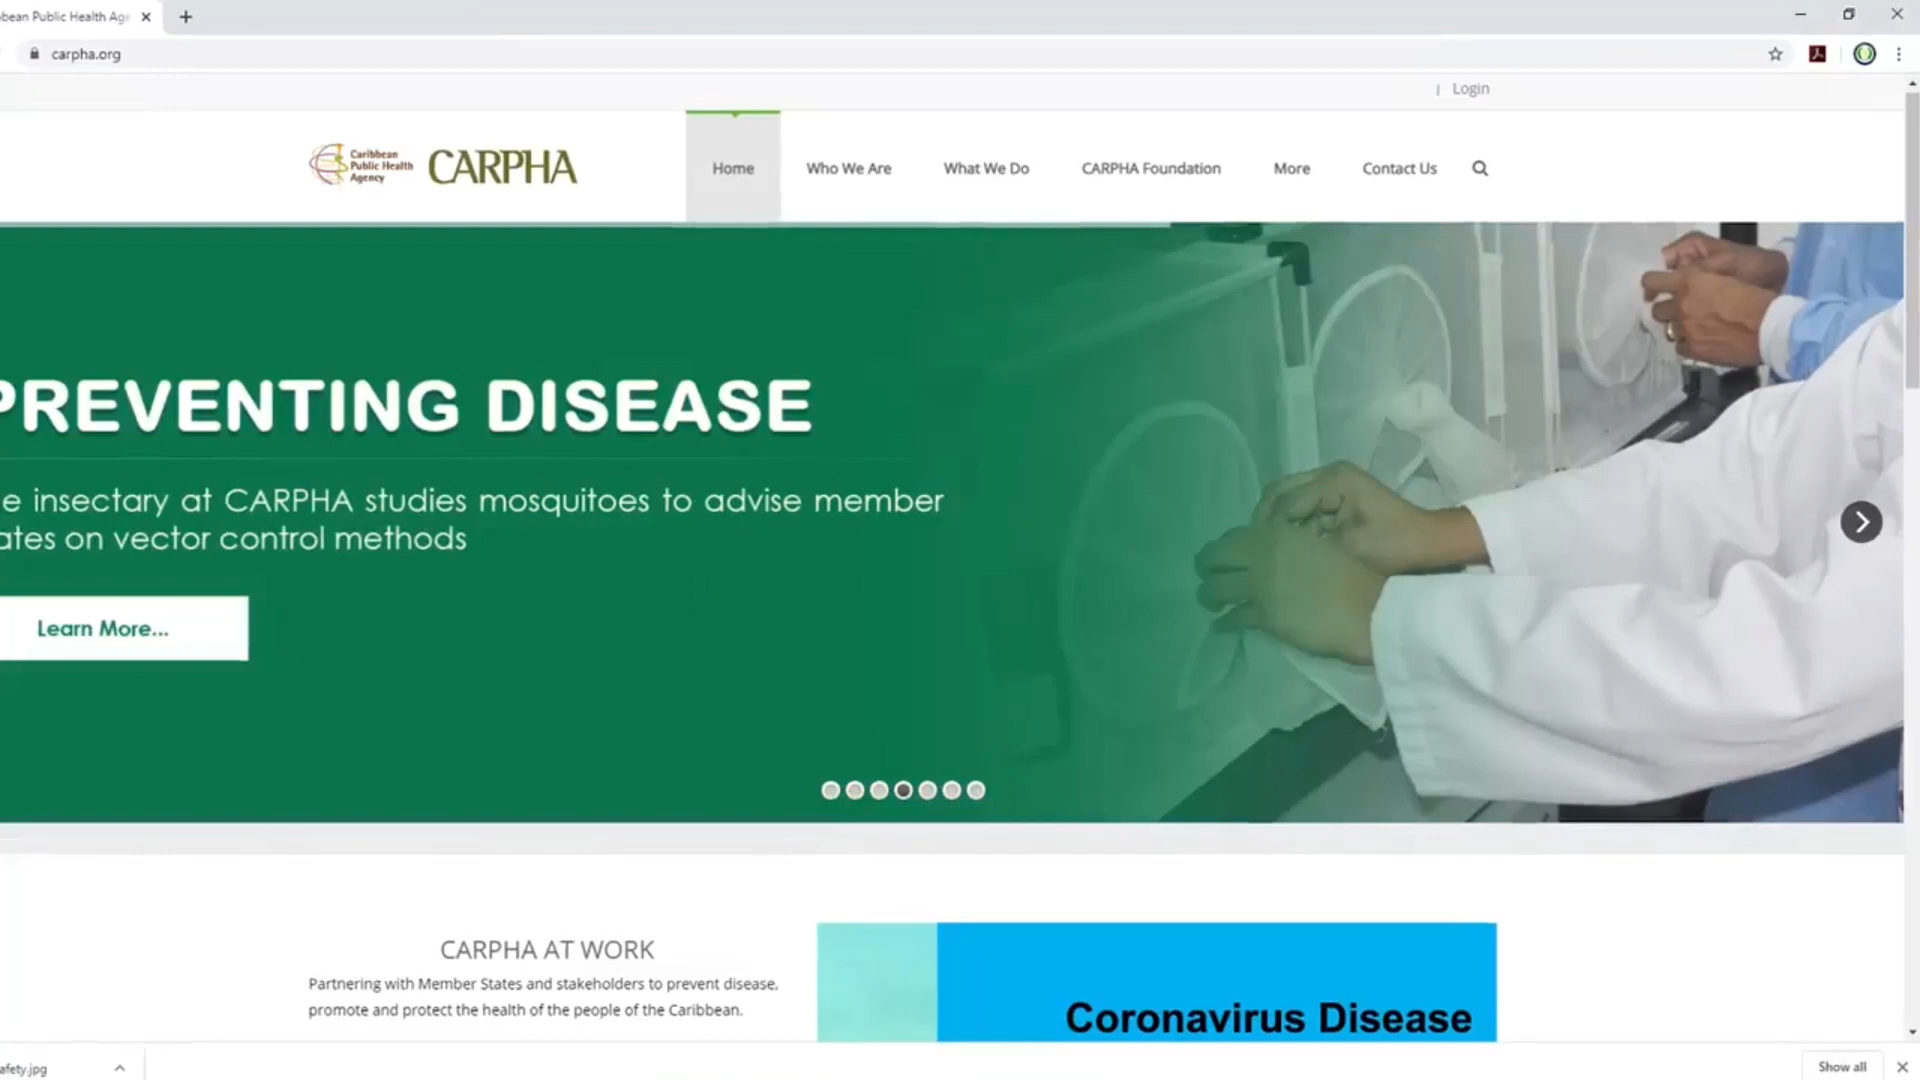 bbean Public Health Age
carpha.org
| Login
Caribbean
Public Health
Agency
CARPHA
Home
Who We Are
What We Do
CARPHA Foundation
More
Contact Us
PREVENTING DISEASE
e insectary at CARPHA studies mosquitoes to advise member
ates on vector control methods
Learn More...
CARPHA AT WORK
Partnering with Member States and stakeholders to prevent disease,
promote and protect the health of the people of the Caribbean.
Coronavirus Disease
afety.jpg
Show all